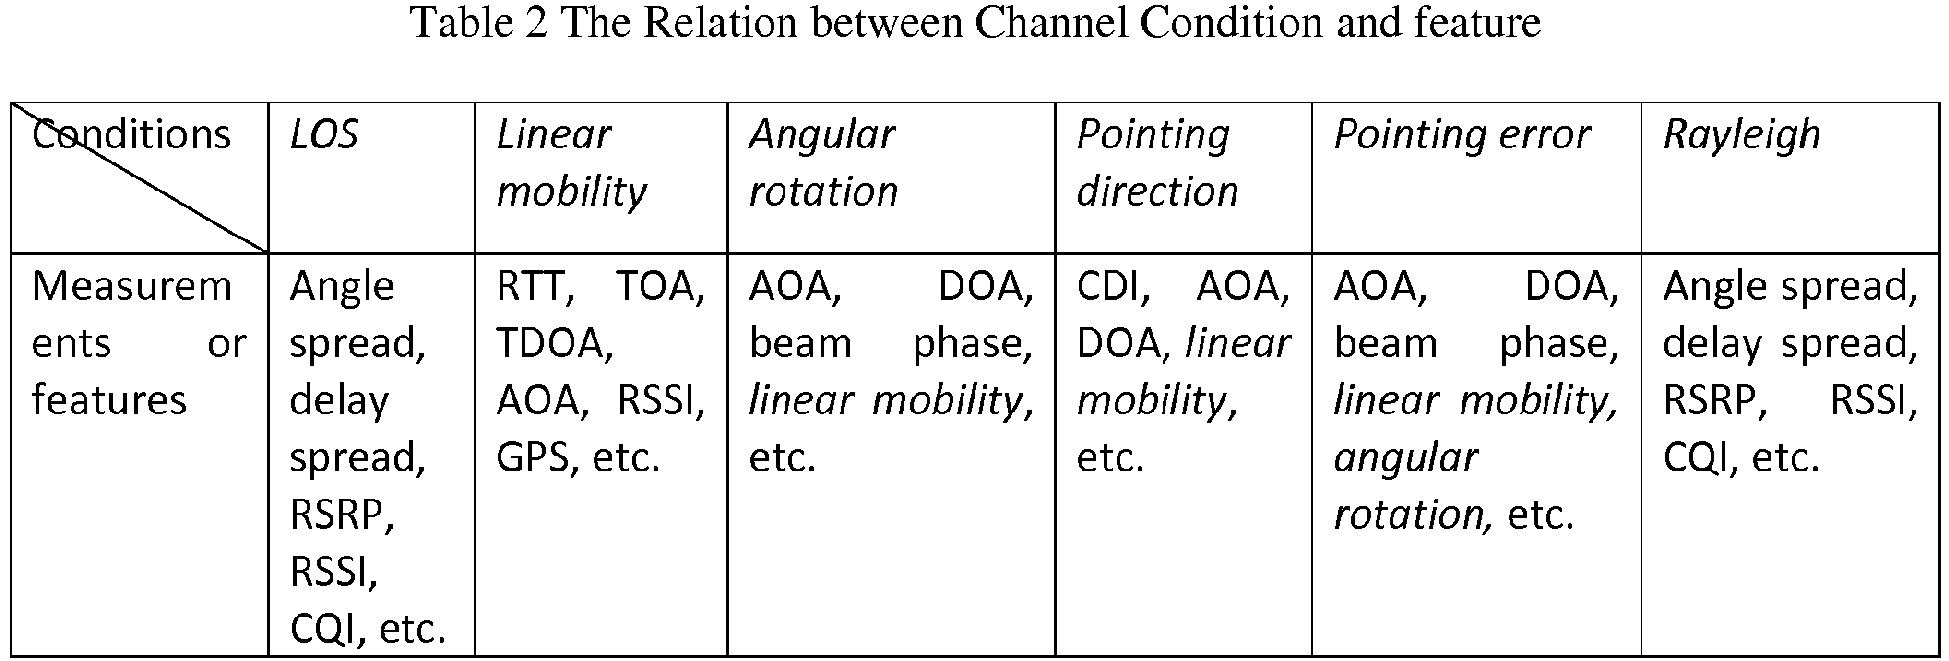 Table 2 The Relation between Channel Condition and feature
Conditions
LOS
Linear
mobility
Angular
rotation
Pointing
direction
Pointing error
Rayleigh
Measurem
ents or
features
Angle
spread,
delay
spread,
RSRP,
RSSI,
CQI, etc.
RTT, TOA,
TDOA,
AOA, RSSI,
GPS, etc.
AOA, DOA,
beam phase,
linear mobility,
etc.
CDI, AOA,
DOA, linear
mobility,
etc.
AOA, DOA,
beam phase,
linear mobility,
angular
rotation, etc.
Angle spread,
delay spread,
RSRP, RSSI,
CQI, etc.